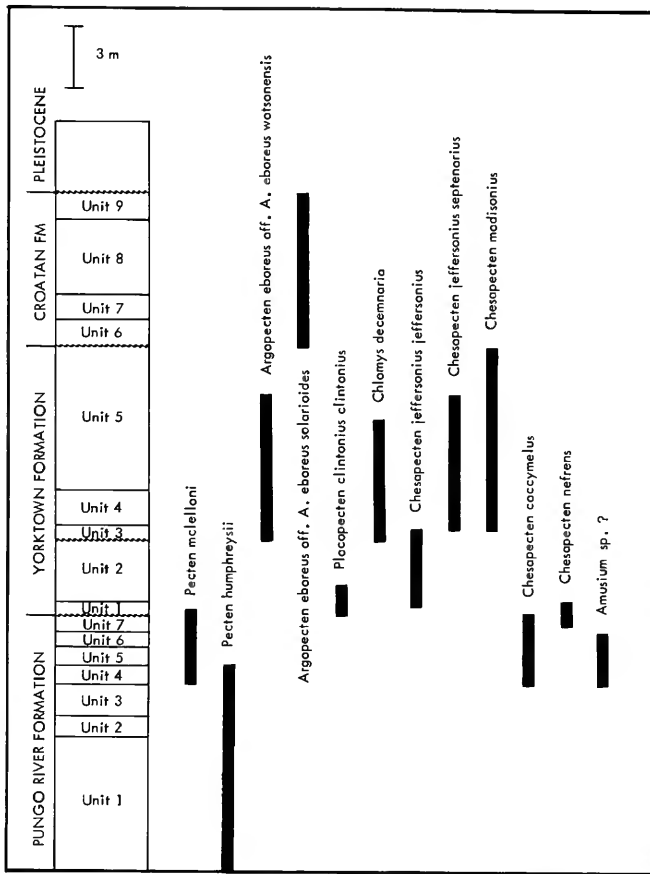 3 m
PLEISTOCENE
CROATAN FM
YORKTOWN FORMATION
PUNGO RIVER FORMATION
Unit 9
Unit 8
Unit 7
Unit 6
Unit 5
Unit 4
Unit 3
Unit 2
Unit 1
Unit 7
Unit 6
Unit 5
Unit 4
Unit 3
Unit 2
Unit 1
Pecten mclelloni
Pecten humphreysii
Argopecten eboreus aff. A. eboreus watsonensis
Argopecten eboreus aff. A. eboreus solarioides
Placopecten clintonius clintonius
Chlamys decemnaria
Chesapecten jeffersonius jeffersonius
Chesapecten jeffersonius septenarius
Chesapecten madisonius
Chesapecten coccymelus
Chesapecten nefrens
Amusium sp. ?